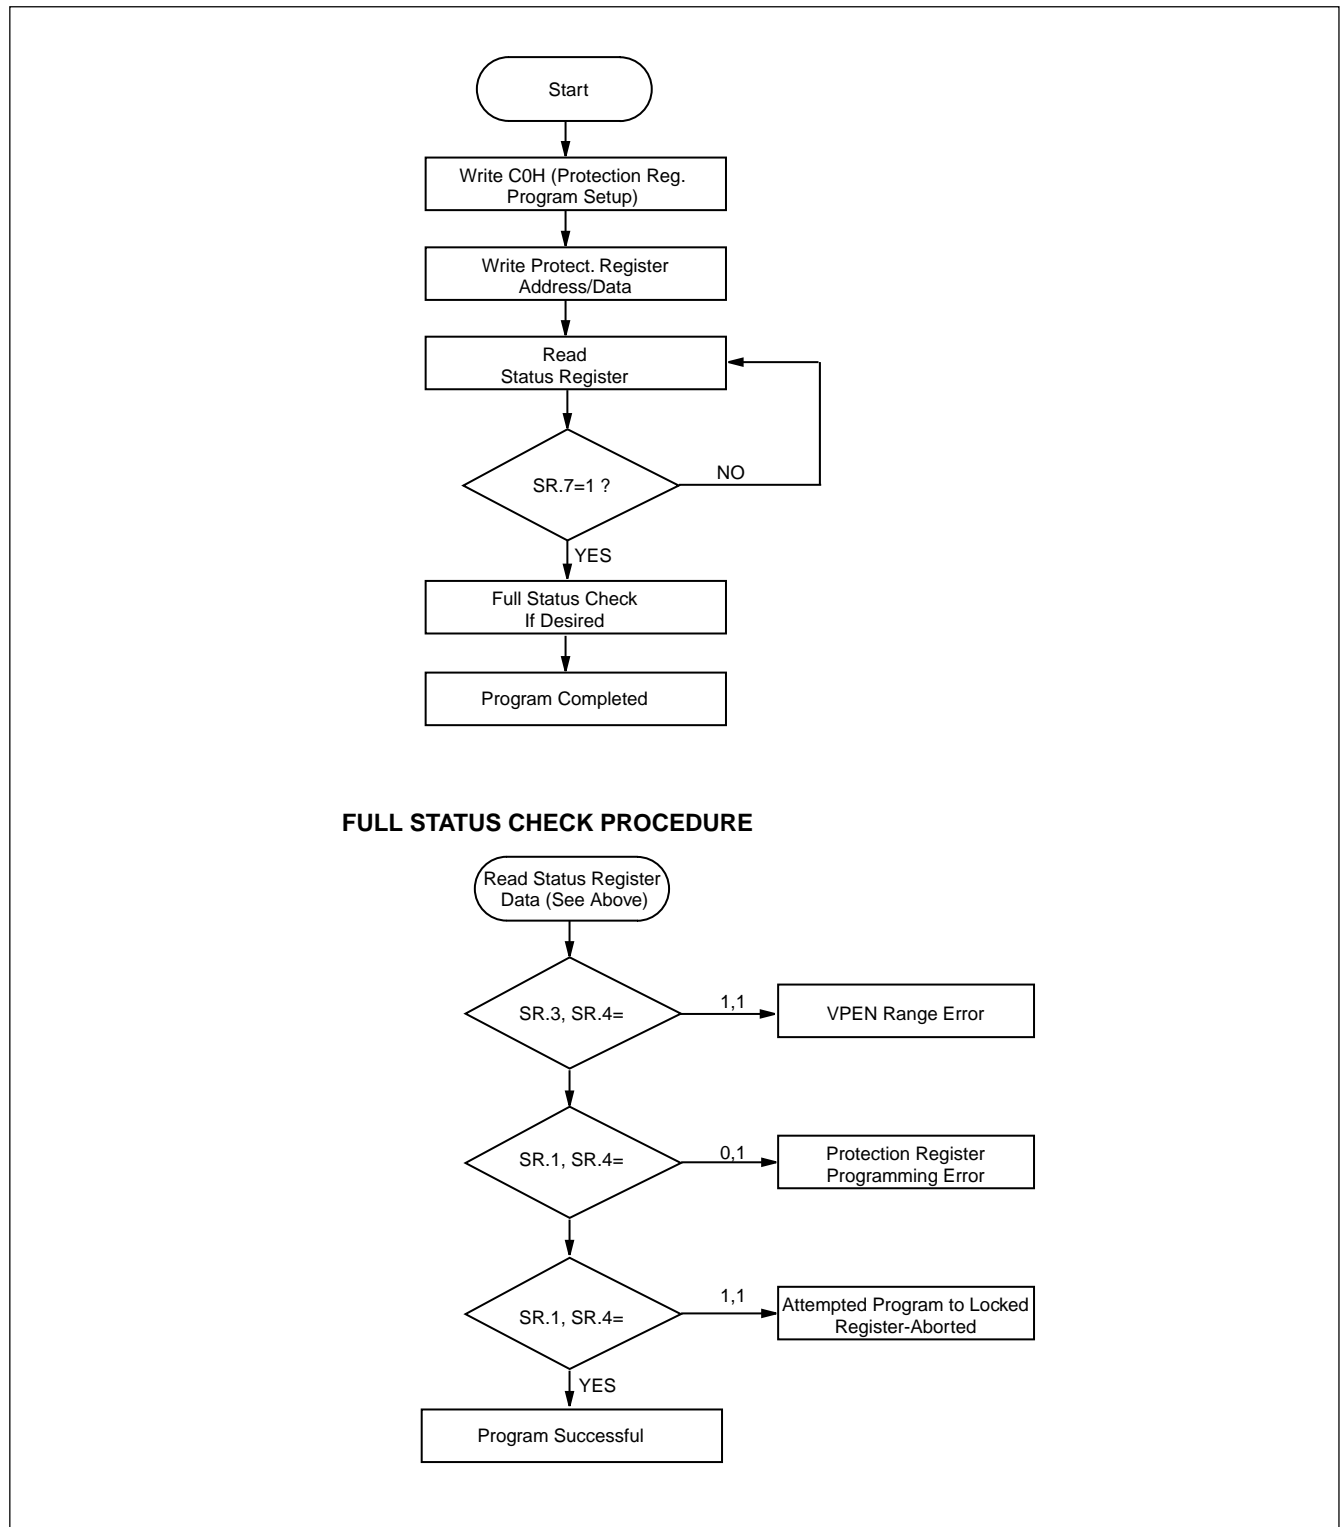 Start
Write C0H (Protection Reg.
Program Setup)
Write Protect. Register
Address/Data
Read
Status Register
SR.7=1 ?
NO
YES
Full Status Check
If Desired
Program Completed
FULL STATUS CHECK PROCEDURE
Read Status Register
Data (See Above)
SR.3, SR.4=
1,1
VPEN Range Error
SR.1, SR.4=
0,1
Protection Register
Programming Error
SR.1, SR.4=
1,1
Attempted Program to Locked
Register-Aborted
YES
Program Successful